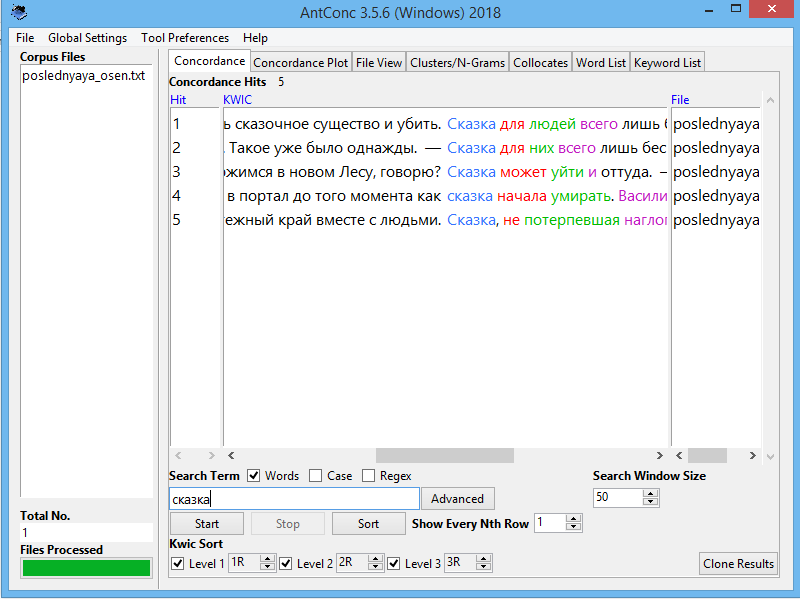 AntConc 3.5.6 (Windows) 2018
File Global Settings Tool Preferences Help
Corpus Files
poslednyaya_osen.txt
Total No.
1
Files Processed
Concordance Concordance Plot File View Clusters/N-Grams Collocates Word List Keyword List
Concordance Hits 5
Hit KWIC File
1 ь сказочное существо и убить. Сказка для людей всего лишь poslednyaya
2 Такое уже было однажды. — Сказка для них всего лишь бес poslednyaya
3 ожимся в новом Лесу, говорю? Сказка может уйти и оттуда. — poslednyaya
4 в портал до того момента как сказка начала умирать. Васили poslednyaya
5 тежный край вместе с людьми. Сказка, не потерпевшая наглог poslednyaya
Search Term Words Case Regex Search Window Size
сказка Advanced 50
Start Stop Sort Show Every Nth Row 1
Kwic Sort
Level 1 1R Level 2 2R Level 3 3R Clone Results